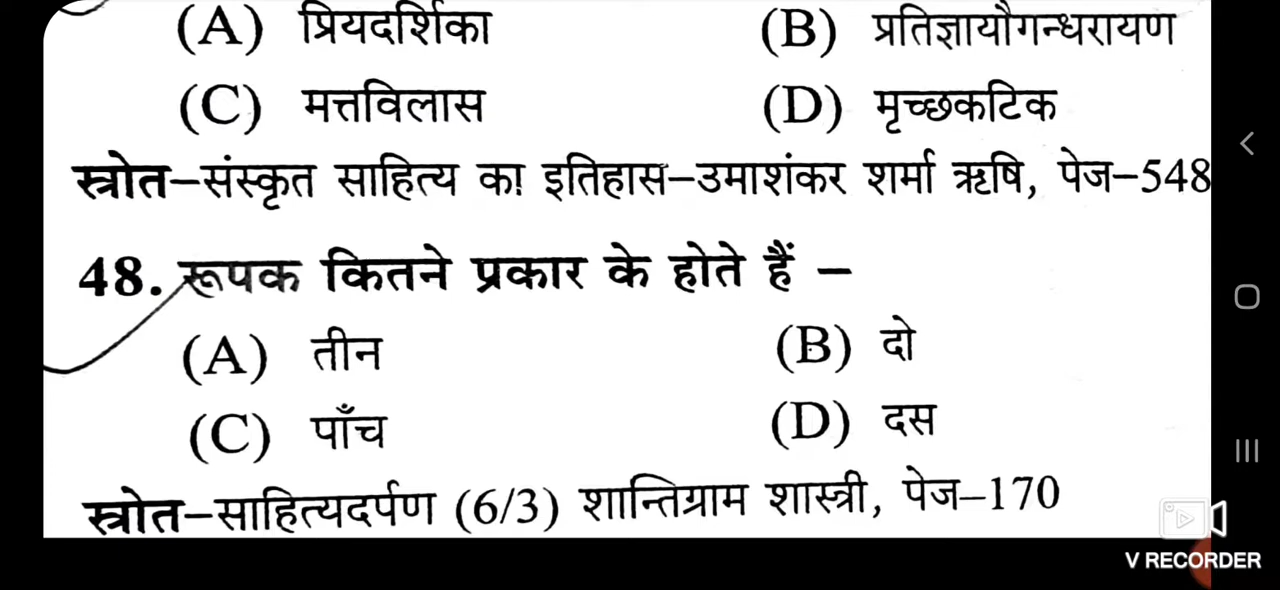 (A) प्रियदर्शिका (B) प्रतिज्ञायौगन्धरायण
(C) मत्तविलास (D) मृच्छकटिक
स्त्रोत–संस्कृत साहित्य का इतिहास–उमाशंकर शर्मा ऋषि, पेज–548
48. रूपक कितने प्रकार के होते हैं –
(A) तीन (B) दो
(C) पाँच (D) दस
स्त्रोत–साहित्यदर्पण (6/3) शान्तिग्राम शास्त्री, पेज–170
V RECORDER